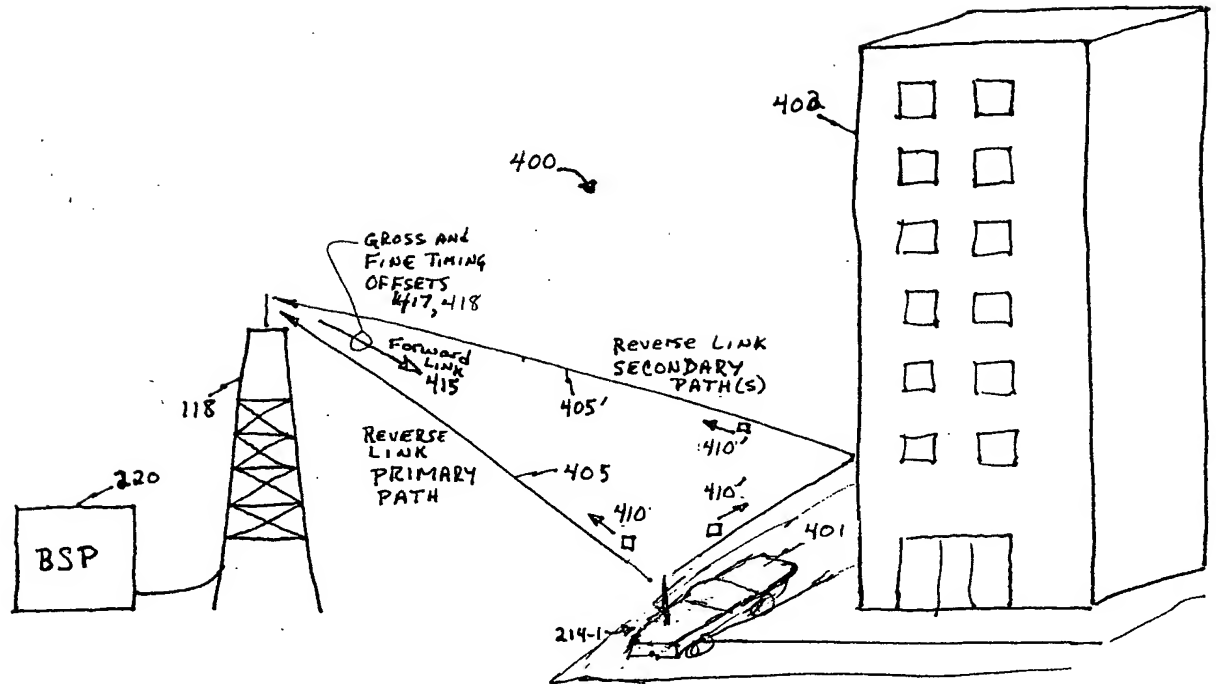 402
400
GROSS AND
FINE TIMING
OFFSETS
417, 418
Forward
LINK
415
Reverse LINK
SECONDARY
PATH(S)
118
405'
410"
REVERSE
LINK
PRIMARY
PATH
405
220
410'
410
401
BSP
214-1